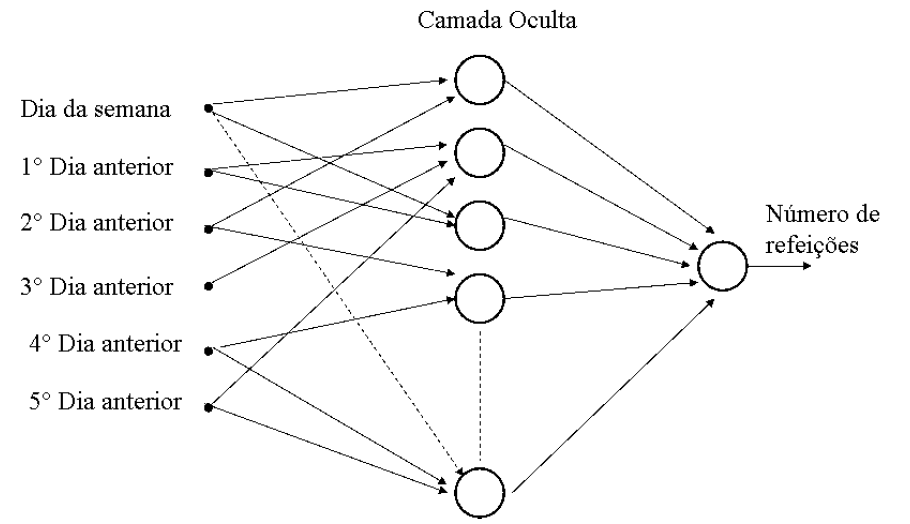 Camada Oculta
Dia da semana
1° Dia anterior
2° Dia anterior
3° Dia anterior
4° Dia anterior
5° Dia anterior
Número de
refeições